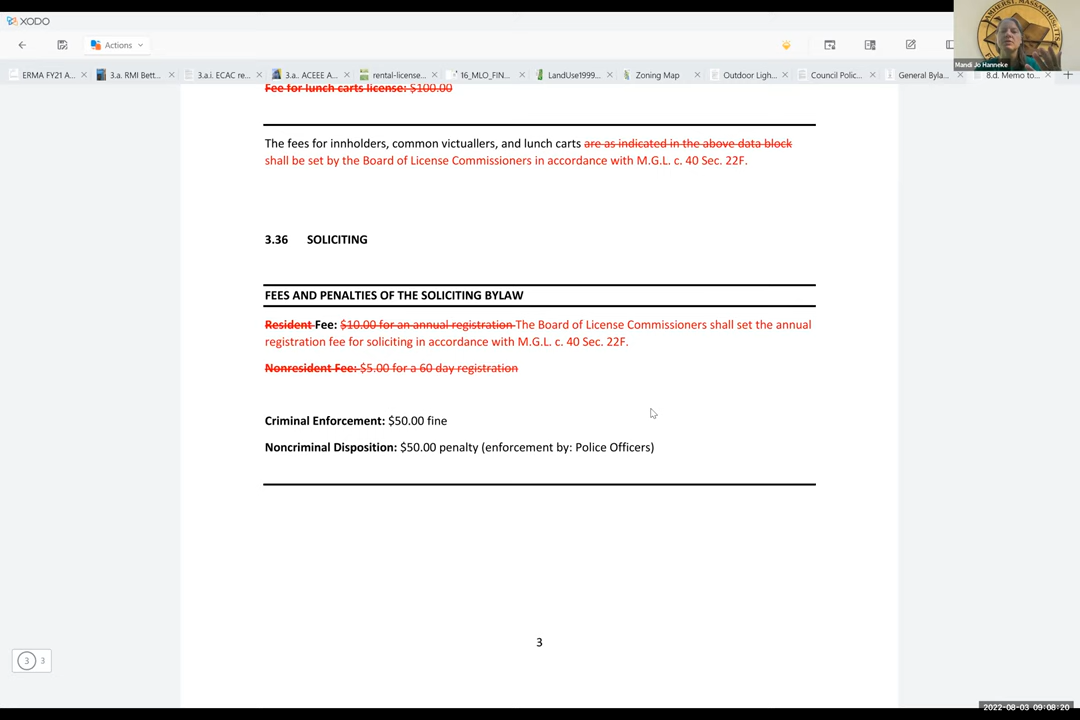 XODO
Actions
ERMA FY21 A...
3.a. RMI Bett...
3.a.i. ECAC re...
3.a. ACEEE A...
rental-license...
16_MLO_FIN...
LandUse1999...
Zoning Map
Outdoor Ligh...
Council Polic...
General Byla...
8.d. Memo to...
AMHERST, MASSACHUSETTS
Mandi Jo Hanneke
Fee for lunch carts license: $100.00
The fees for innholders, common victuallers, and lunch carts are as indicated in the above data block
shall be set by the Board of License Commissioners in accordance with M.G.L. c. 40 Sec. 22F.
3.36 SOLICITING
FEES AND PENALTIES OF THE SOLICITING BYLAW
Resident Fee: $10.00 for an annual registration The Board of License Commissioners shall set the annual
registration fee for soliciting in accordance with M.G.L. c. 40 Sec. 22F.
Nonresident Fee: $5.00 for a 60 day registration
Criminal Enforcement: $50.00 fine
Noncriminal Disposition: $50.00 penalty (enforcement by: Police Officers)
3
3 3
2022-08-03 09:08:20